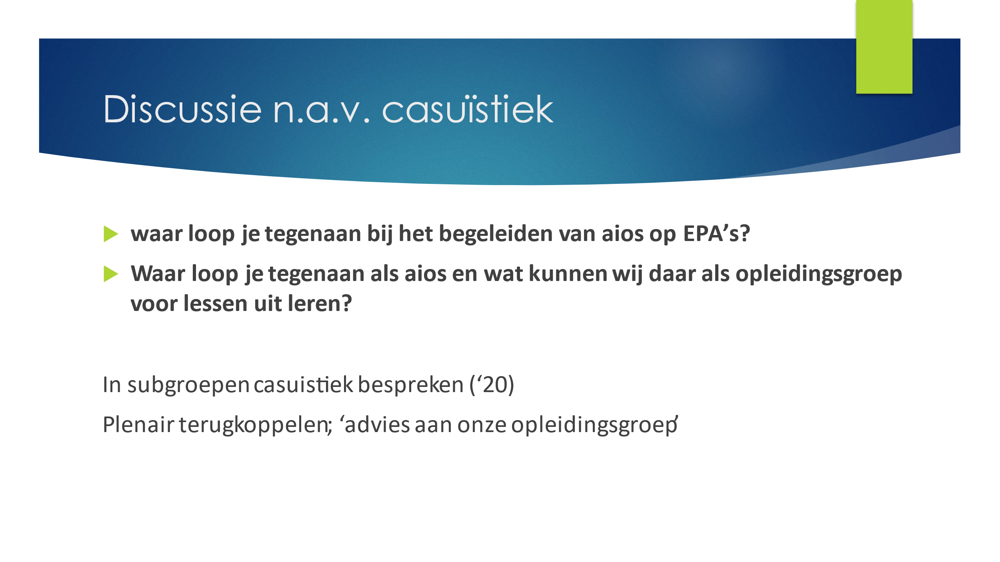 Discussie n.a.v. casuïstiek
waar loop je tegenaan bij het begeleiden van aios op EPA’s?
Waar loop je tegenaan als aios en wat kunnen wij daar als opleidingsgroep
voor lessen uit leren?
In subgroepen casuistiek bespreken (‘20)
Plenair terugkoppelen; ‘advies aan onze opleidingsgroep’